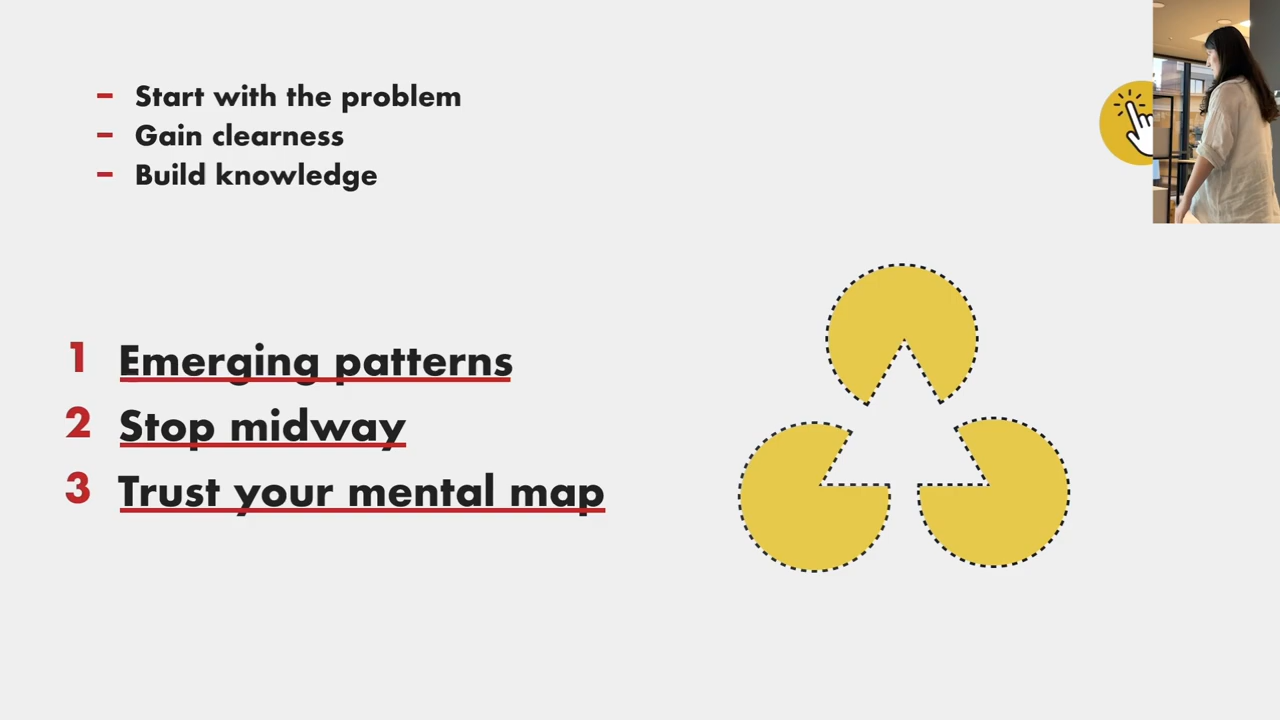 – Start with the problem
– Gain clearness
– Build knowledge
1 Emerging patterns
2 Stop midway
3 Trust your mental map